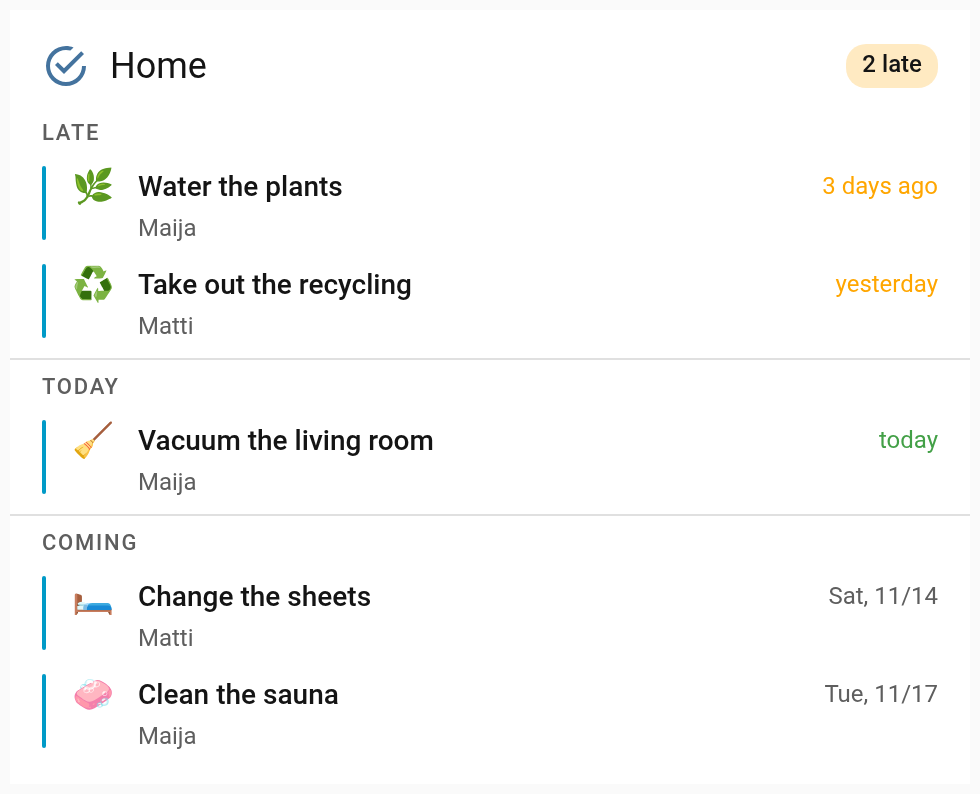 Home
2 late
LATE
Water the plants
3 days ago
Maija
Take out the recycling
yesterday
Matti
TODAY
Vacuum the living room
today
Maija
COMING
Change the sheets
Sat, 11/14
Matti
Clean the sauna
Tue, 11/17
Maija